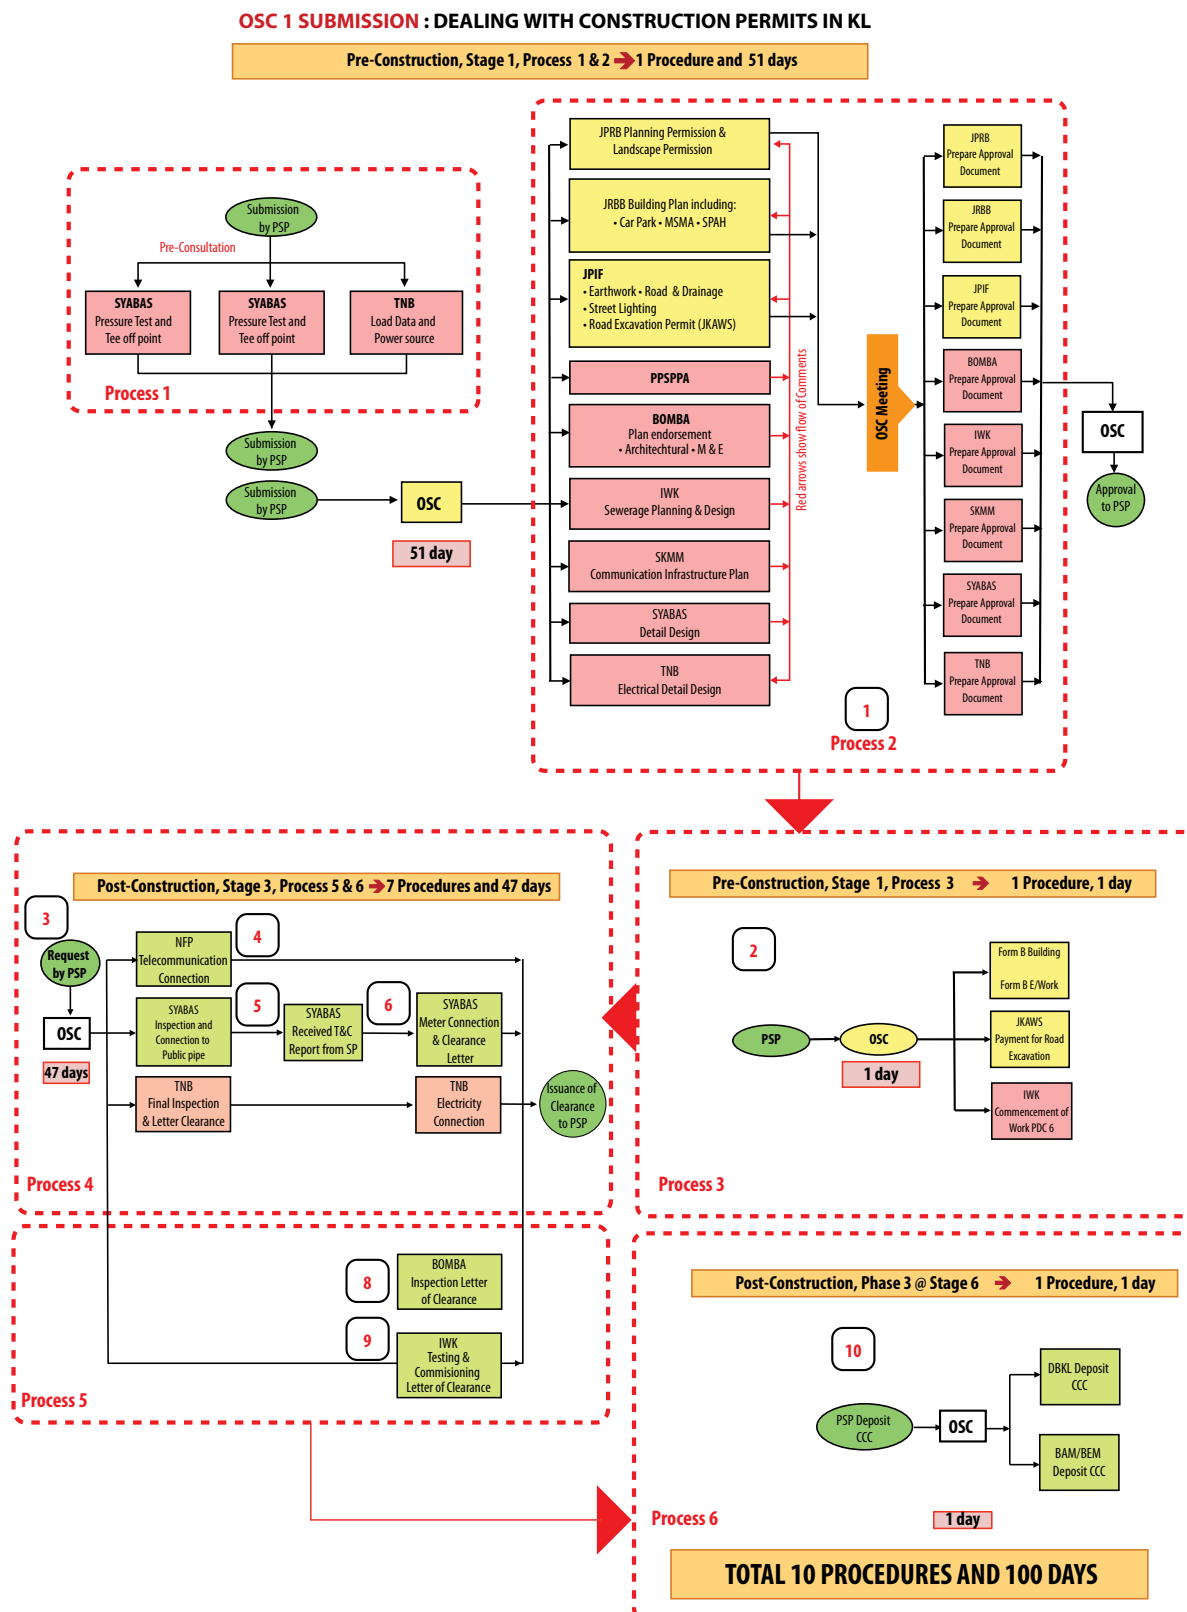 OSC 1 SUBMISSION : DEALING WITH CONSTRUCTION PERMITS IN KL
Pre-Construction, Stage 1, Process 1 & 2 → 1 Procedure and 51 days
Submission
by PSP
Pre-Consultation
SYABAS
Pressure Test and
Tee off point
SYABAS
Pressure Test and
Tee off point
TNB
Load Data and
Power source
Process 1
Submission
by PSP
Submission
by PSP
OSC
51 day
JPRB Planning Permission &
Landscape Permission
JRBB Building Plan including:
• Car Park • MSMA • SPAH
JPIF
• Earthwork • Road & Drainage
• Street Lighting
• Road Excavation Permit (JKAWS)
PPSPPA
BOMBA
Plan endorsement
• Architechtural • M & E
IWK
Sewerage Planning & Design
SKMM
Communication Infrastructure Plan
SYABAS
Detail Design
TNB
Electrical Detail Design
Red arrows show flow of Comments
OSC Meeting
JPRB
Prepare Approval
Document
JRBB
Prepare Approval
Document
JPIF
Prepare Approval
Document
BOMBA
Prepare Approval
Document
IWK
Prepare Approval
Document
SKMM
Prepare Approval
Document
SYABAS
Prepare Approval
Document
TNB
Prepare Approval
Document
OSC
Approval
to PSP
1
Process 2
Post-Construction, Stage 3, Process 5 & 6 → 7 Procedures and 47 days
3
Request
by PSP
OSC
47 days
NFP
Telecommunication
Connection
4
SYABAS
Inspection and
Connection to
Public pipe
5
SYABAS
Received T&C
Report from SP
6
SYABAS
Meter Connection
& Clearance
Letter
TNB
Final Inspection
& Letter Clearance
TNB
Electricity
Connection
Issuance of
Clearance
to PSP
Process 4
Pre-Construction, Stage 1, Process 3 → 1 Procedure, 1 day
2
PSP
OSC
1 day
Form B Building
Form B E/Work
JKAWS
Payment for Road
Excavation
IWK
Commencement of
Work PDC 6
Process 3
8
BOMBA
Inspection Letter
of Clearance
9
IWK
Testing &
Commisioning
Letter of Clearance
Process 5
Post-Construction, Phase 3 @ Stage 6 → 1 Procedure, 1 day
10
PSP Deposit
CCC
OSC
DBKL Deposit
CCC
BAM/BEM
Deposit CCC
Process 6
1 day
TOTAL 10 PROCEDURES AND 100 DAYS